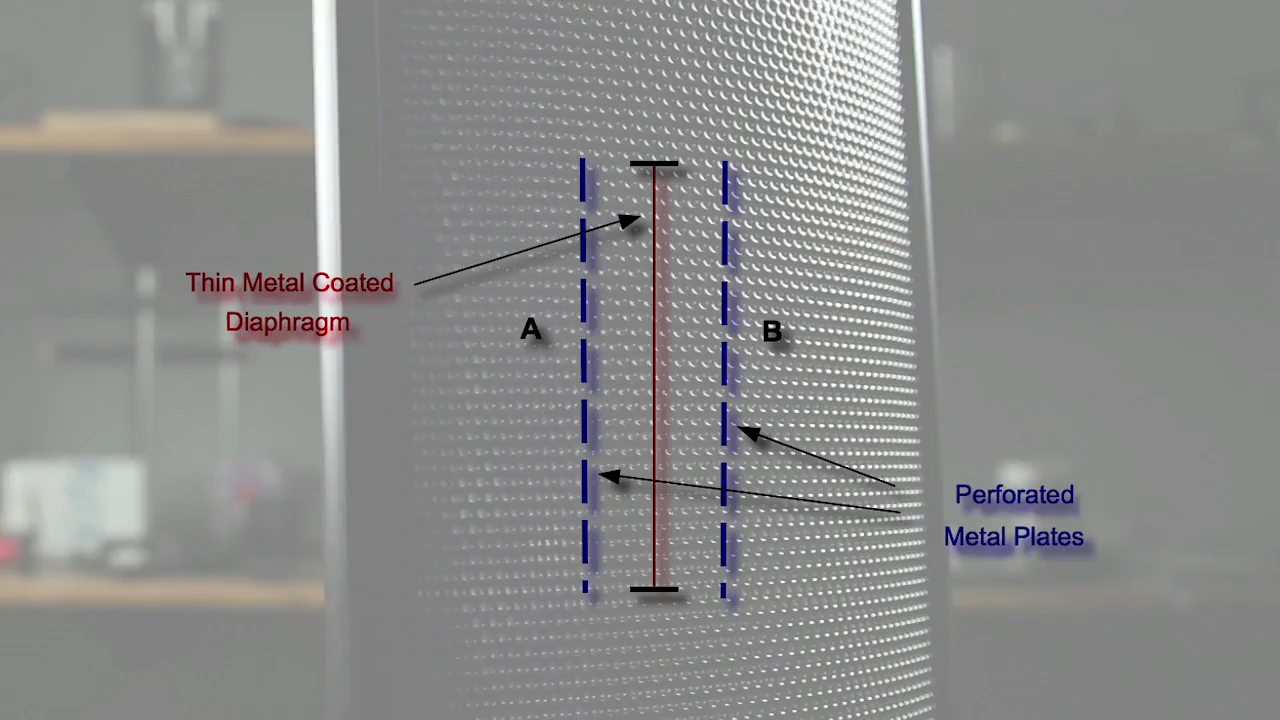 Thin Metal Coated
Diaphragm
A
B
Perforated
Metal Plates